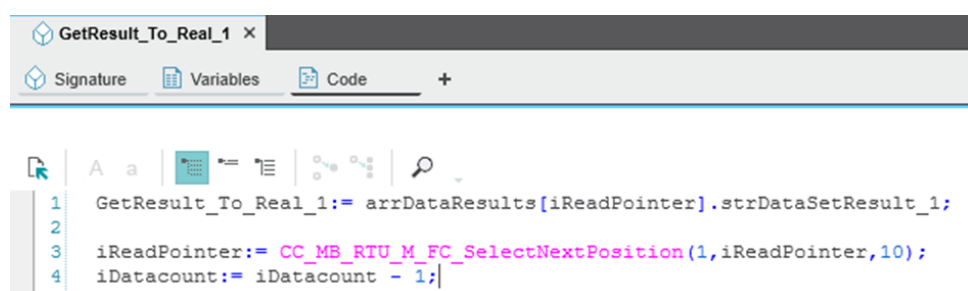 GetResult_To_Real_1 ×
Signature Variables Code +
A a
1 GetResult_To_Real_1:= arrDataResults[iReadPointer].strDataSetResult_1;
2
3 iReadPointer:= CC_MB_RTU_M_FC_SelectNextPosition(1,iReadPointer,10);
4 iDatacount:= iDatacount - 1;